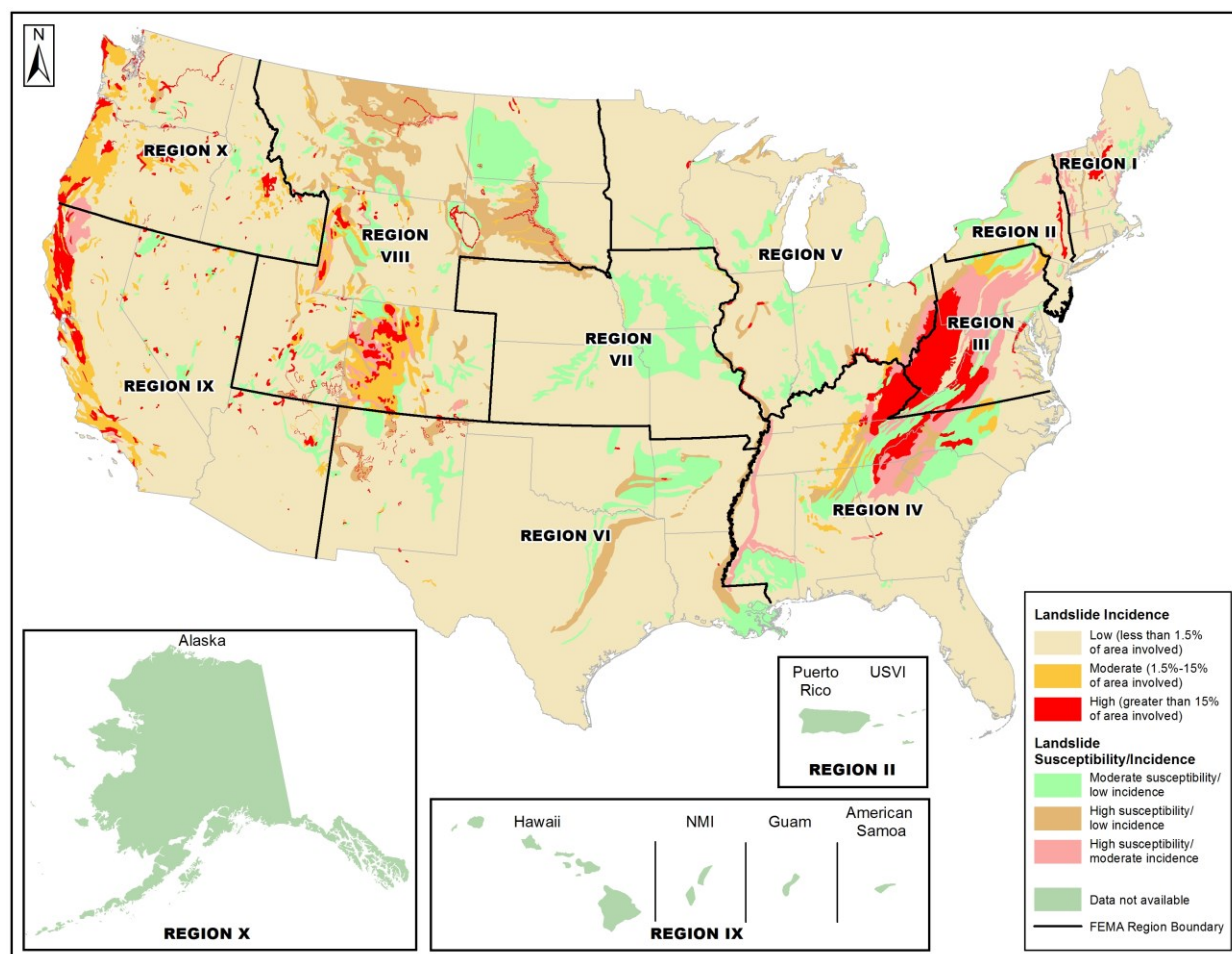 N
REGION X
REGION
VIII
REGION I
REGION II
REGION V
REGION
III
REGION
VII
REGION IX
REGION IV
REGION VI
Alaska
REGION X
Puerto
Rico
USVI
REGION II
Hawaii
NMI
Guam
American
Samoa
REGION IX
Landslide Incidence
Low (less than 1.5%
of area involved)
Moderate (1.5%-15%
of area involved)
High (greater than 15%
of area involved)
Landslide
Susceptibility/Incidence
Moderate susceptibility/
low incidence
High susceptibility/
low incidence
High susceptibility/
moderate incidence
Data not available
FEMA Region Boundary